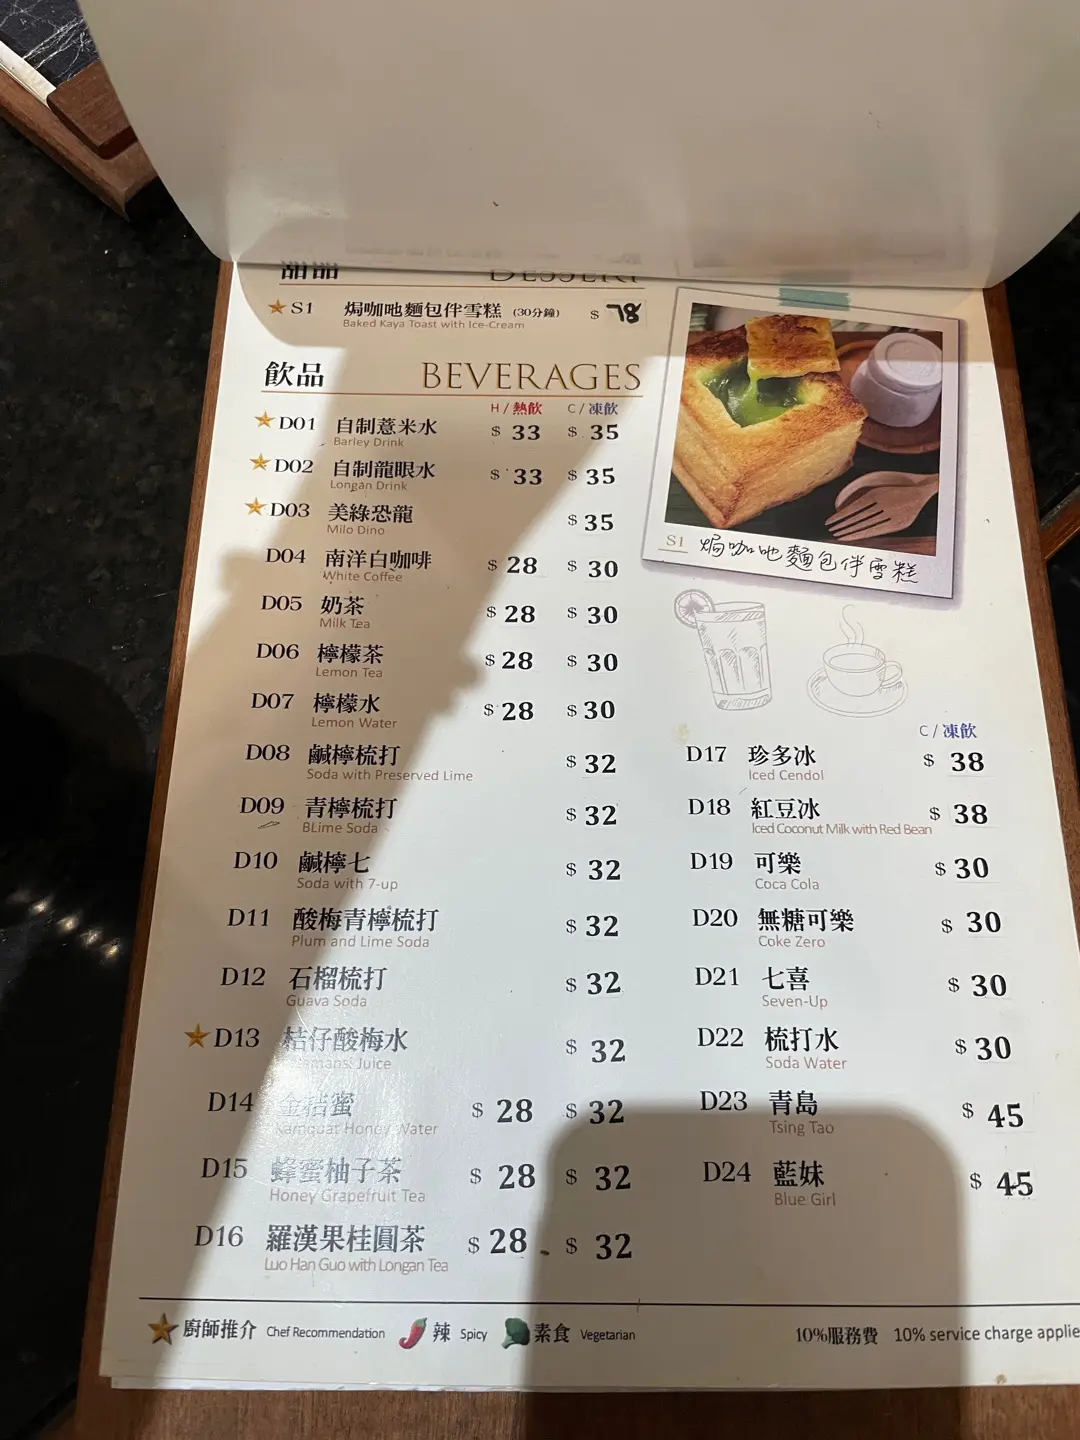 甜品 DESSERT
S1 焗咖吔麵包伴雪糕 (30分鐘) $ 78
Baked Kaya Toast with Ice-Cream
飲品 BEVERAGES
H / 熱飲 C / 凍飲
D01 自制薏米水 $ 33 $ 35
Barley Drink
D02 自制龍眼水 $ 33 $ 35
Longan Drink
D03 美綠恐龍 $ 35
Milo Dino
D04 南洋白咖啡 $ 28 $ 30
White Coffee
D05 奶茶 $ 28 $ 30
Milk Tea
D06 檸檬茶 $ 28 $ 30
Lemon Tea
D07 檸檬水 $ 28 $ 30
Lemon Water
D08 鹹檸梳打 $ 32
Soda with Preserved Lime
D09 青檸梳打 $ 32
BLime Soda
D10 鹹檸七 $ 32
Soda with 7-up
D11 酸梅青檸梳打 $ 32
Plum and Lime Soda
D12 石榴梳打 $ 32
Guava Soda
D13 桔仔酸梅水 $ 32
Juice
D14 金桔蜜 $ 28 $ 32
Kamquat Honey Water
D15 蜂蜜柚子茶 $ 28 $ 32
Honey Grapefruit Tea
D16 羅漢果桂圓茶 $ 28 $ 32
Luo Han Guo with Longan Tea
S1 焗咖吔麵包伴雪糕
C / 凍飲
D17 珍多冰 $ 38
Iced Cendol
D18 紅豆冰 $ 38
Iced Coconut Milk with Red Bean
D19 可樂 $ 30
Coca Cola
D20 無糖可樂 $ 30
Coke Zero
D21 七喜 $ 30
Seven-Up
D22 梳打水 $ 30
Soda Water
D23 青島 $ 45
Tsing Tao
D24 藍妹 $ 45
Blue Girl
廚師推介 Chef Recommendation 辣 Spicy 素食 Vegetarian 10%服務費 10% service charge applie